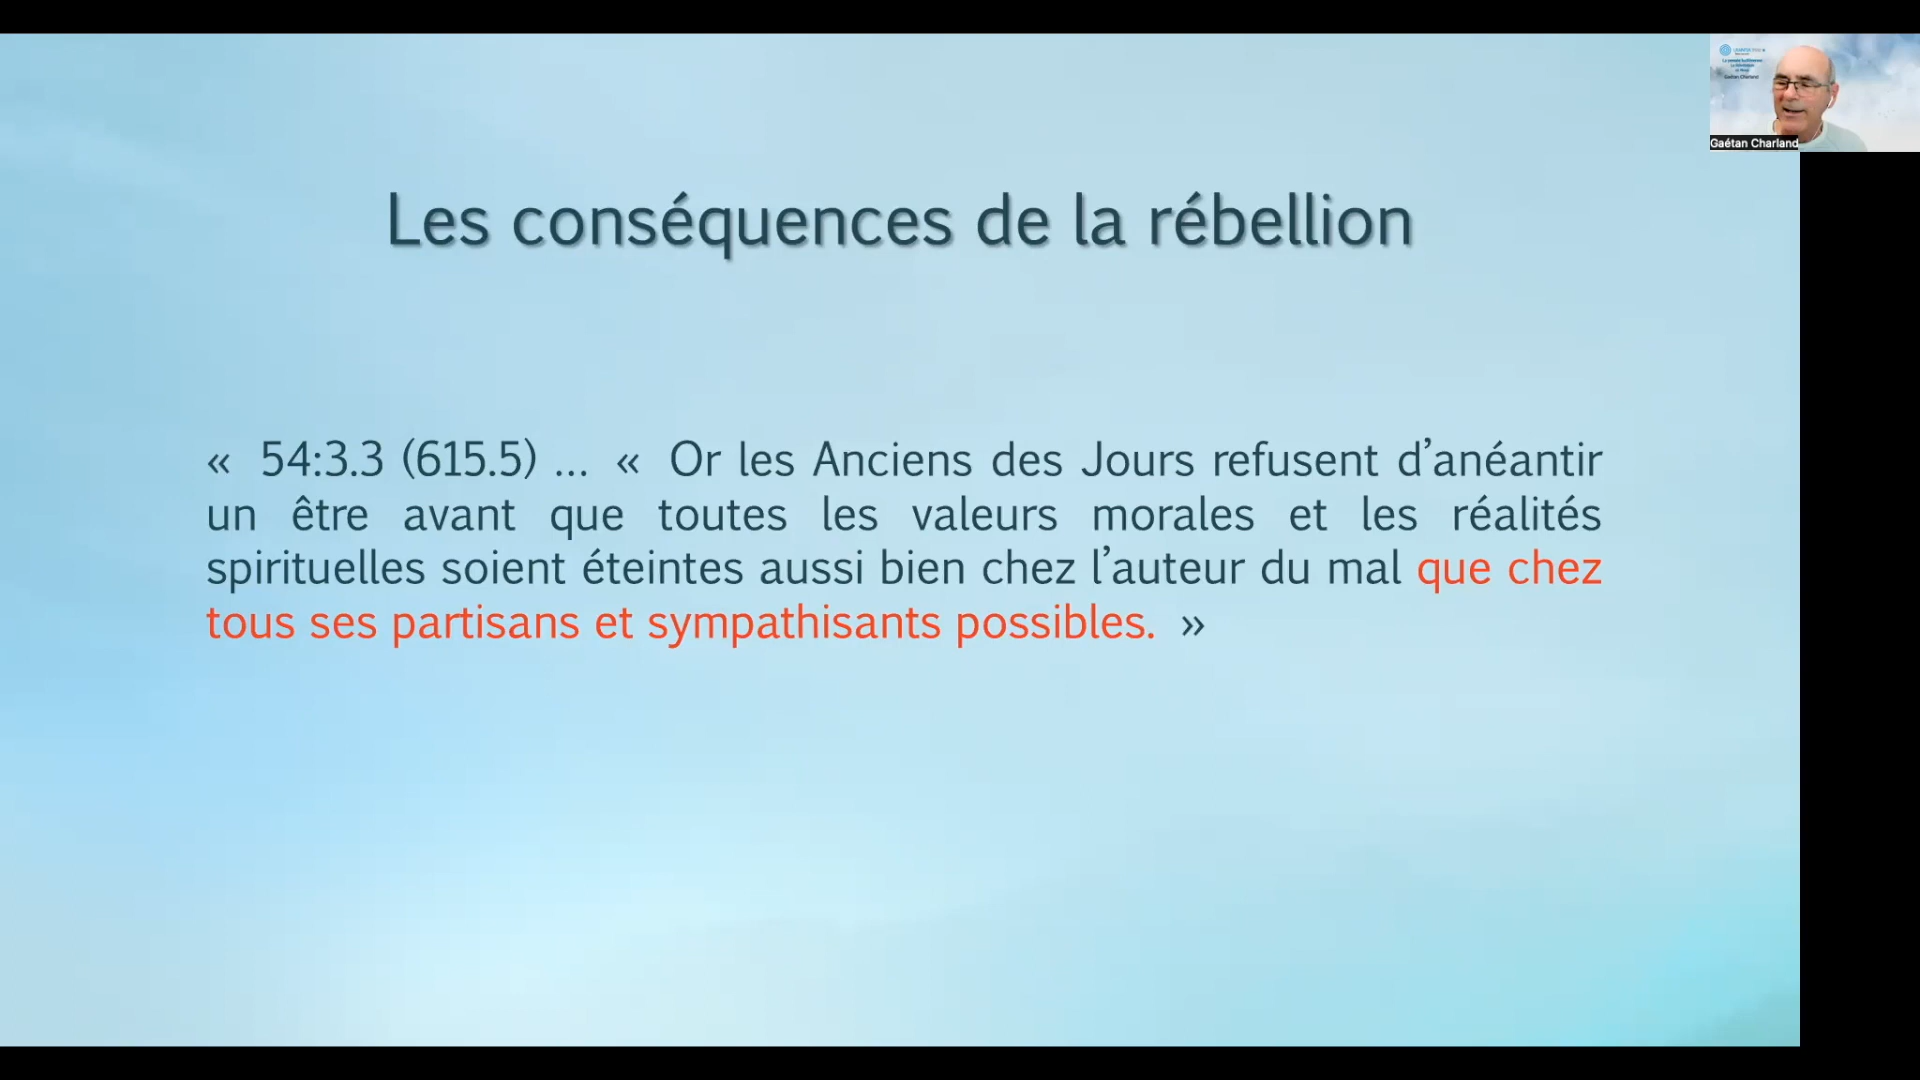 Gaétan Charland
Les conséquences de la rébellion
« 54:3.3 (615.5) ... « Or les Anciens des Jours refusent d’anéantir
un être avant que toutes les valeurs morales et les réalités
spirituelles soient éteintes aussi bien chez l’auteur du mal que chez
tous ses partisans et sympathisants possibles. »